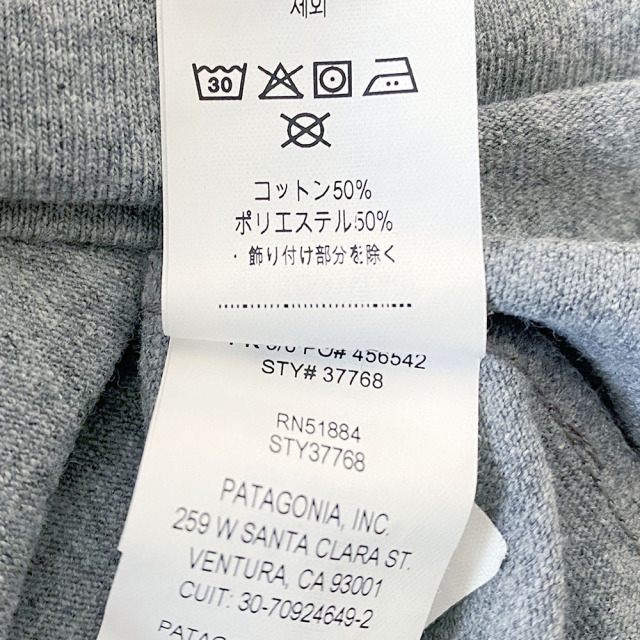 제외
30
コットン50%
ポリエステル50%
・飾り付け部分を除く
PO# 456542
STY# 37768
RN51884
STY37768
PATAGONIA, INC.
259 W SANTA CLARA ST.
VENTURA, CA 93001
CUIT: 30-70924649-2
PATAGONIA